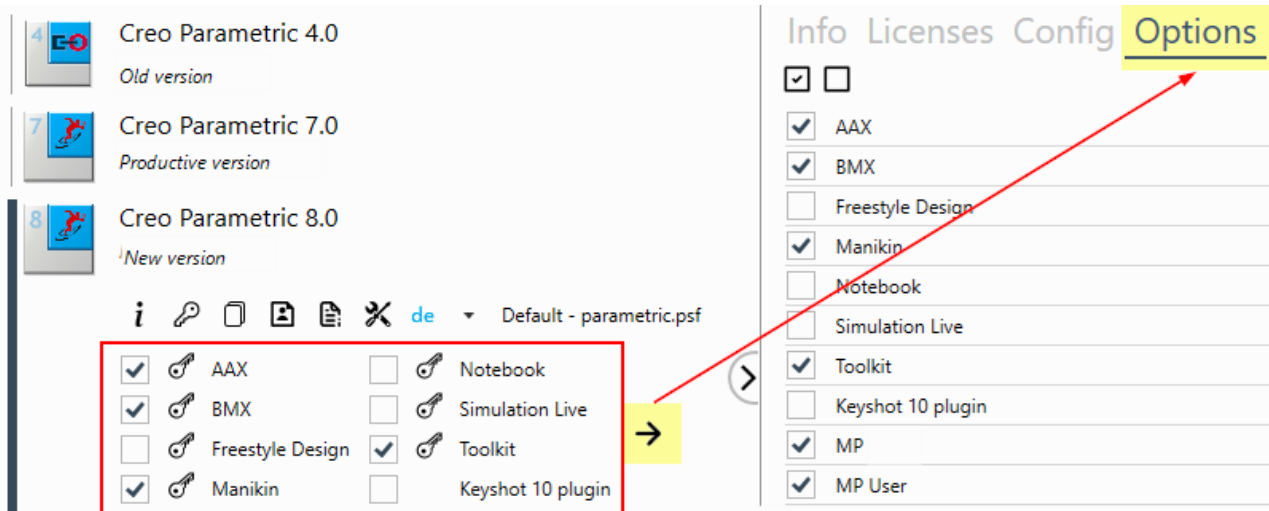 4
Creo Parametric 4.0
Old version
7
Creo Parametric 7.0
Productive version
8
Creo Parametric 8.0
New version
i de Default - parametric.psf
AAX Notebook
BMX Simulation Live
Freestyle Design Toolkit
Manikin Keyshot 10 plugin
Info Licenses Config Options
AAX
BMX
Freestyle Design
Manikin
Notebook
Simulation Live
Toolkit
Keyshot 10 plugin
MP
MP User